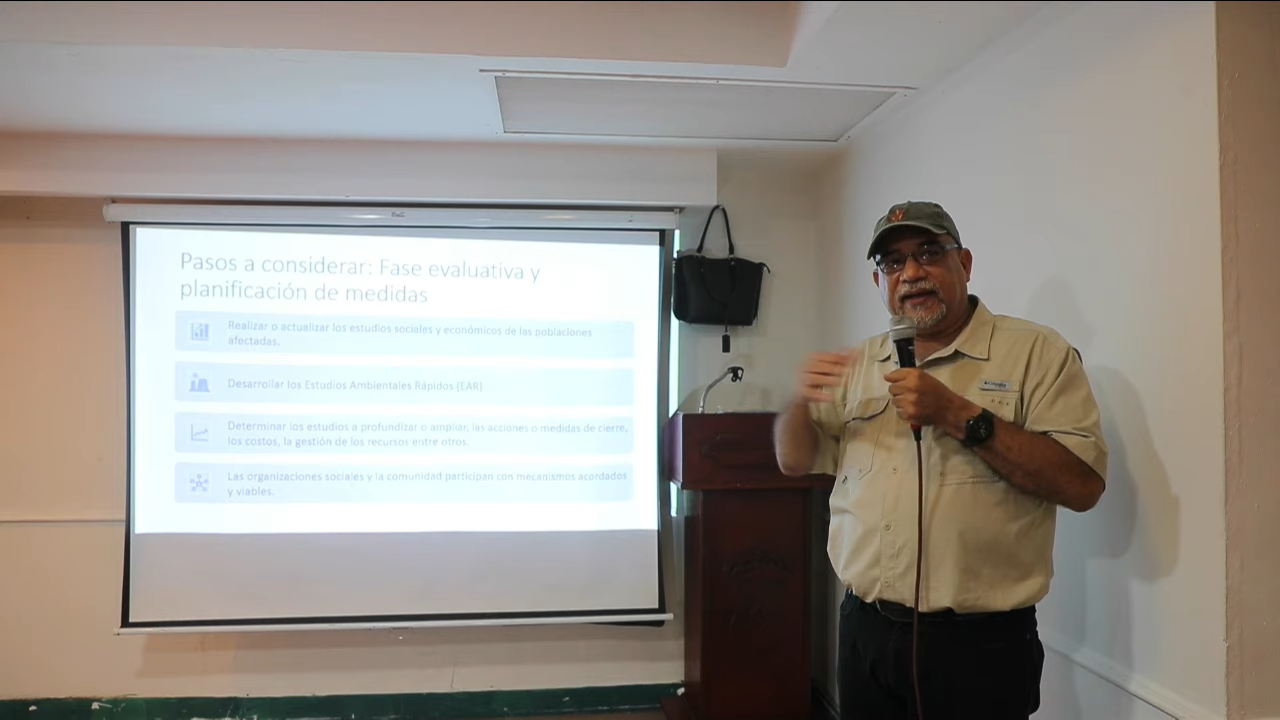 Pasos a considerar: Fase evaluativa y
planificación de medidas
Realizar o actualizar los estudios sociales y económicos de las poblaciones
afectadas.
Desarrollar los Estudios Ambientales Rápidos (EAR)
Determinar los estudios a profundizar o ampliar, las acciones o medidas de cierre,
los costos, la gestión de los recursos entre otros.
Las organizaciones sociales y la comunidad participan con mecanismos acordados
y viables.
Columbia